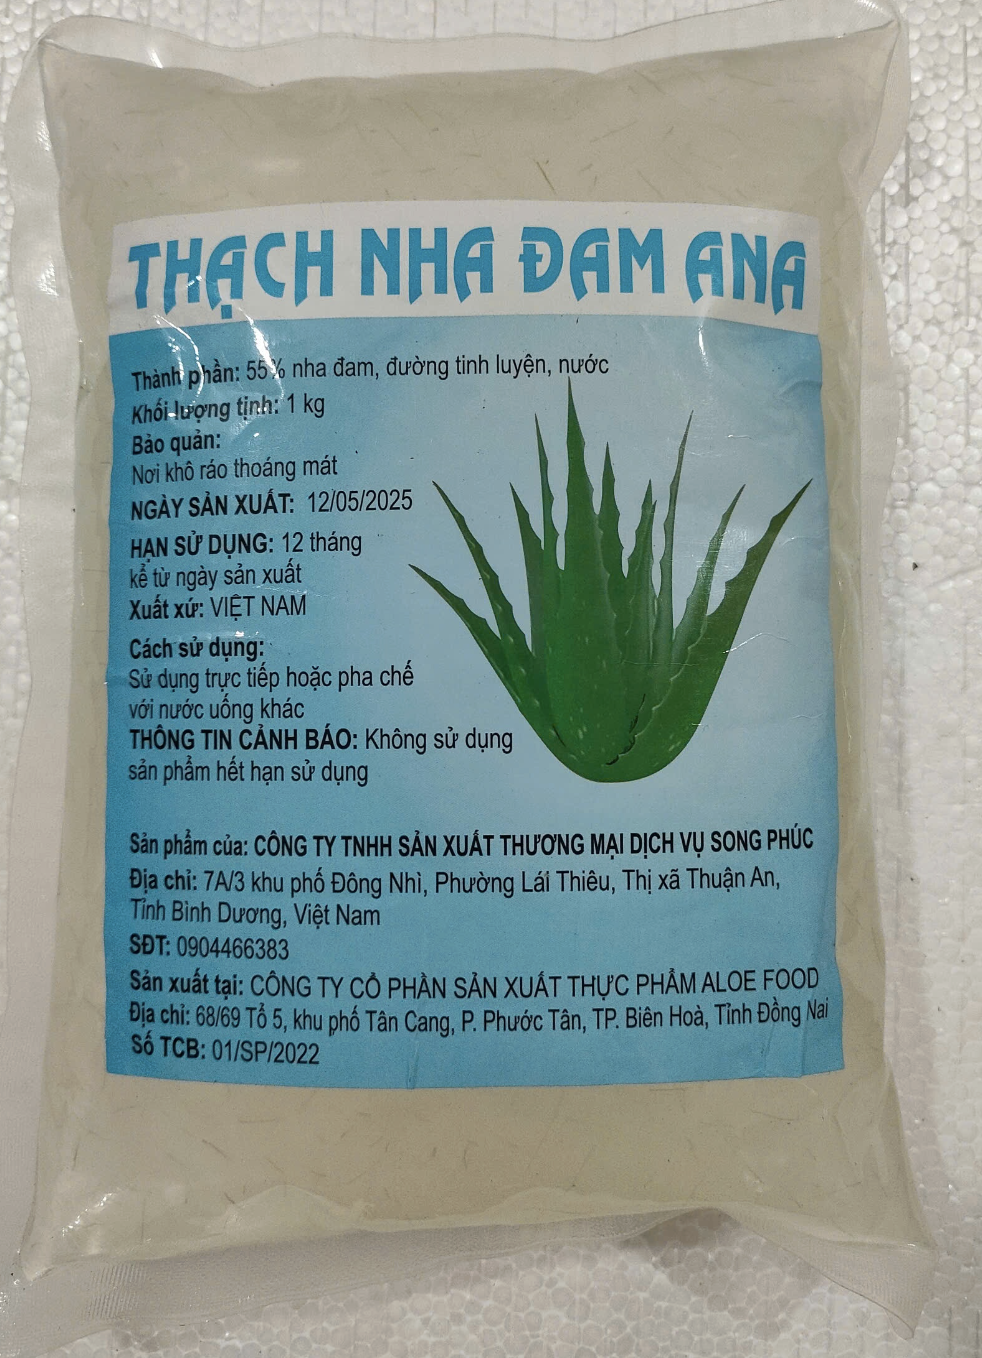 THẠCH NHA ĐAM ANA
Thành phần: 55% nha đam, đường tinh luyện, nước
Khối lượng tịnh: 1 kg
Bảo quản:
Nơi khô ráo thoáng mát
NGÀY SẢN XUẤT: 12/05/2025
HẠN SỬ DỤNG: 12 tháng
kể từ ngày sản xuất
Xuất xứ: VIỆT NAM
Cách sử dụng:
Sử dụng trực tiếp hoặc pha chế
với nước uống khác
THÔNG TIN CẢNH BÁO: Không sử dụng
sản phẩm hết hạn sử dụng
Sản phẩm của: CÔNG TY TNHH SẢN XUẤT THƯƠNG MẠI DỊCH VỤ SONG PHÚC
Địa chỉ: 7A/3 khu phố Đông Nhì, Phường Lái Thiêu, Thị xã Thuận An,
Tỉnh Bình Dương, Việt Nam
SĐT: 0904466383
Sản xuất tại: CÔNG TY CỔ PHẦN SẢN XUẤT THỰC PHẨM ALOE FOOD
Địa chỉ: 68/69 Tổ 5, khu phố Tân Cang, P. Phước Tân, TP. Biên Hoà, Tỉnh Đồng Nai
Số TCB: 01/SP/2022